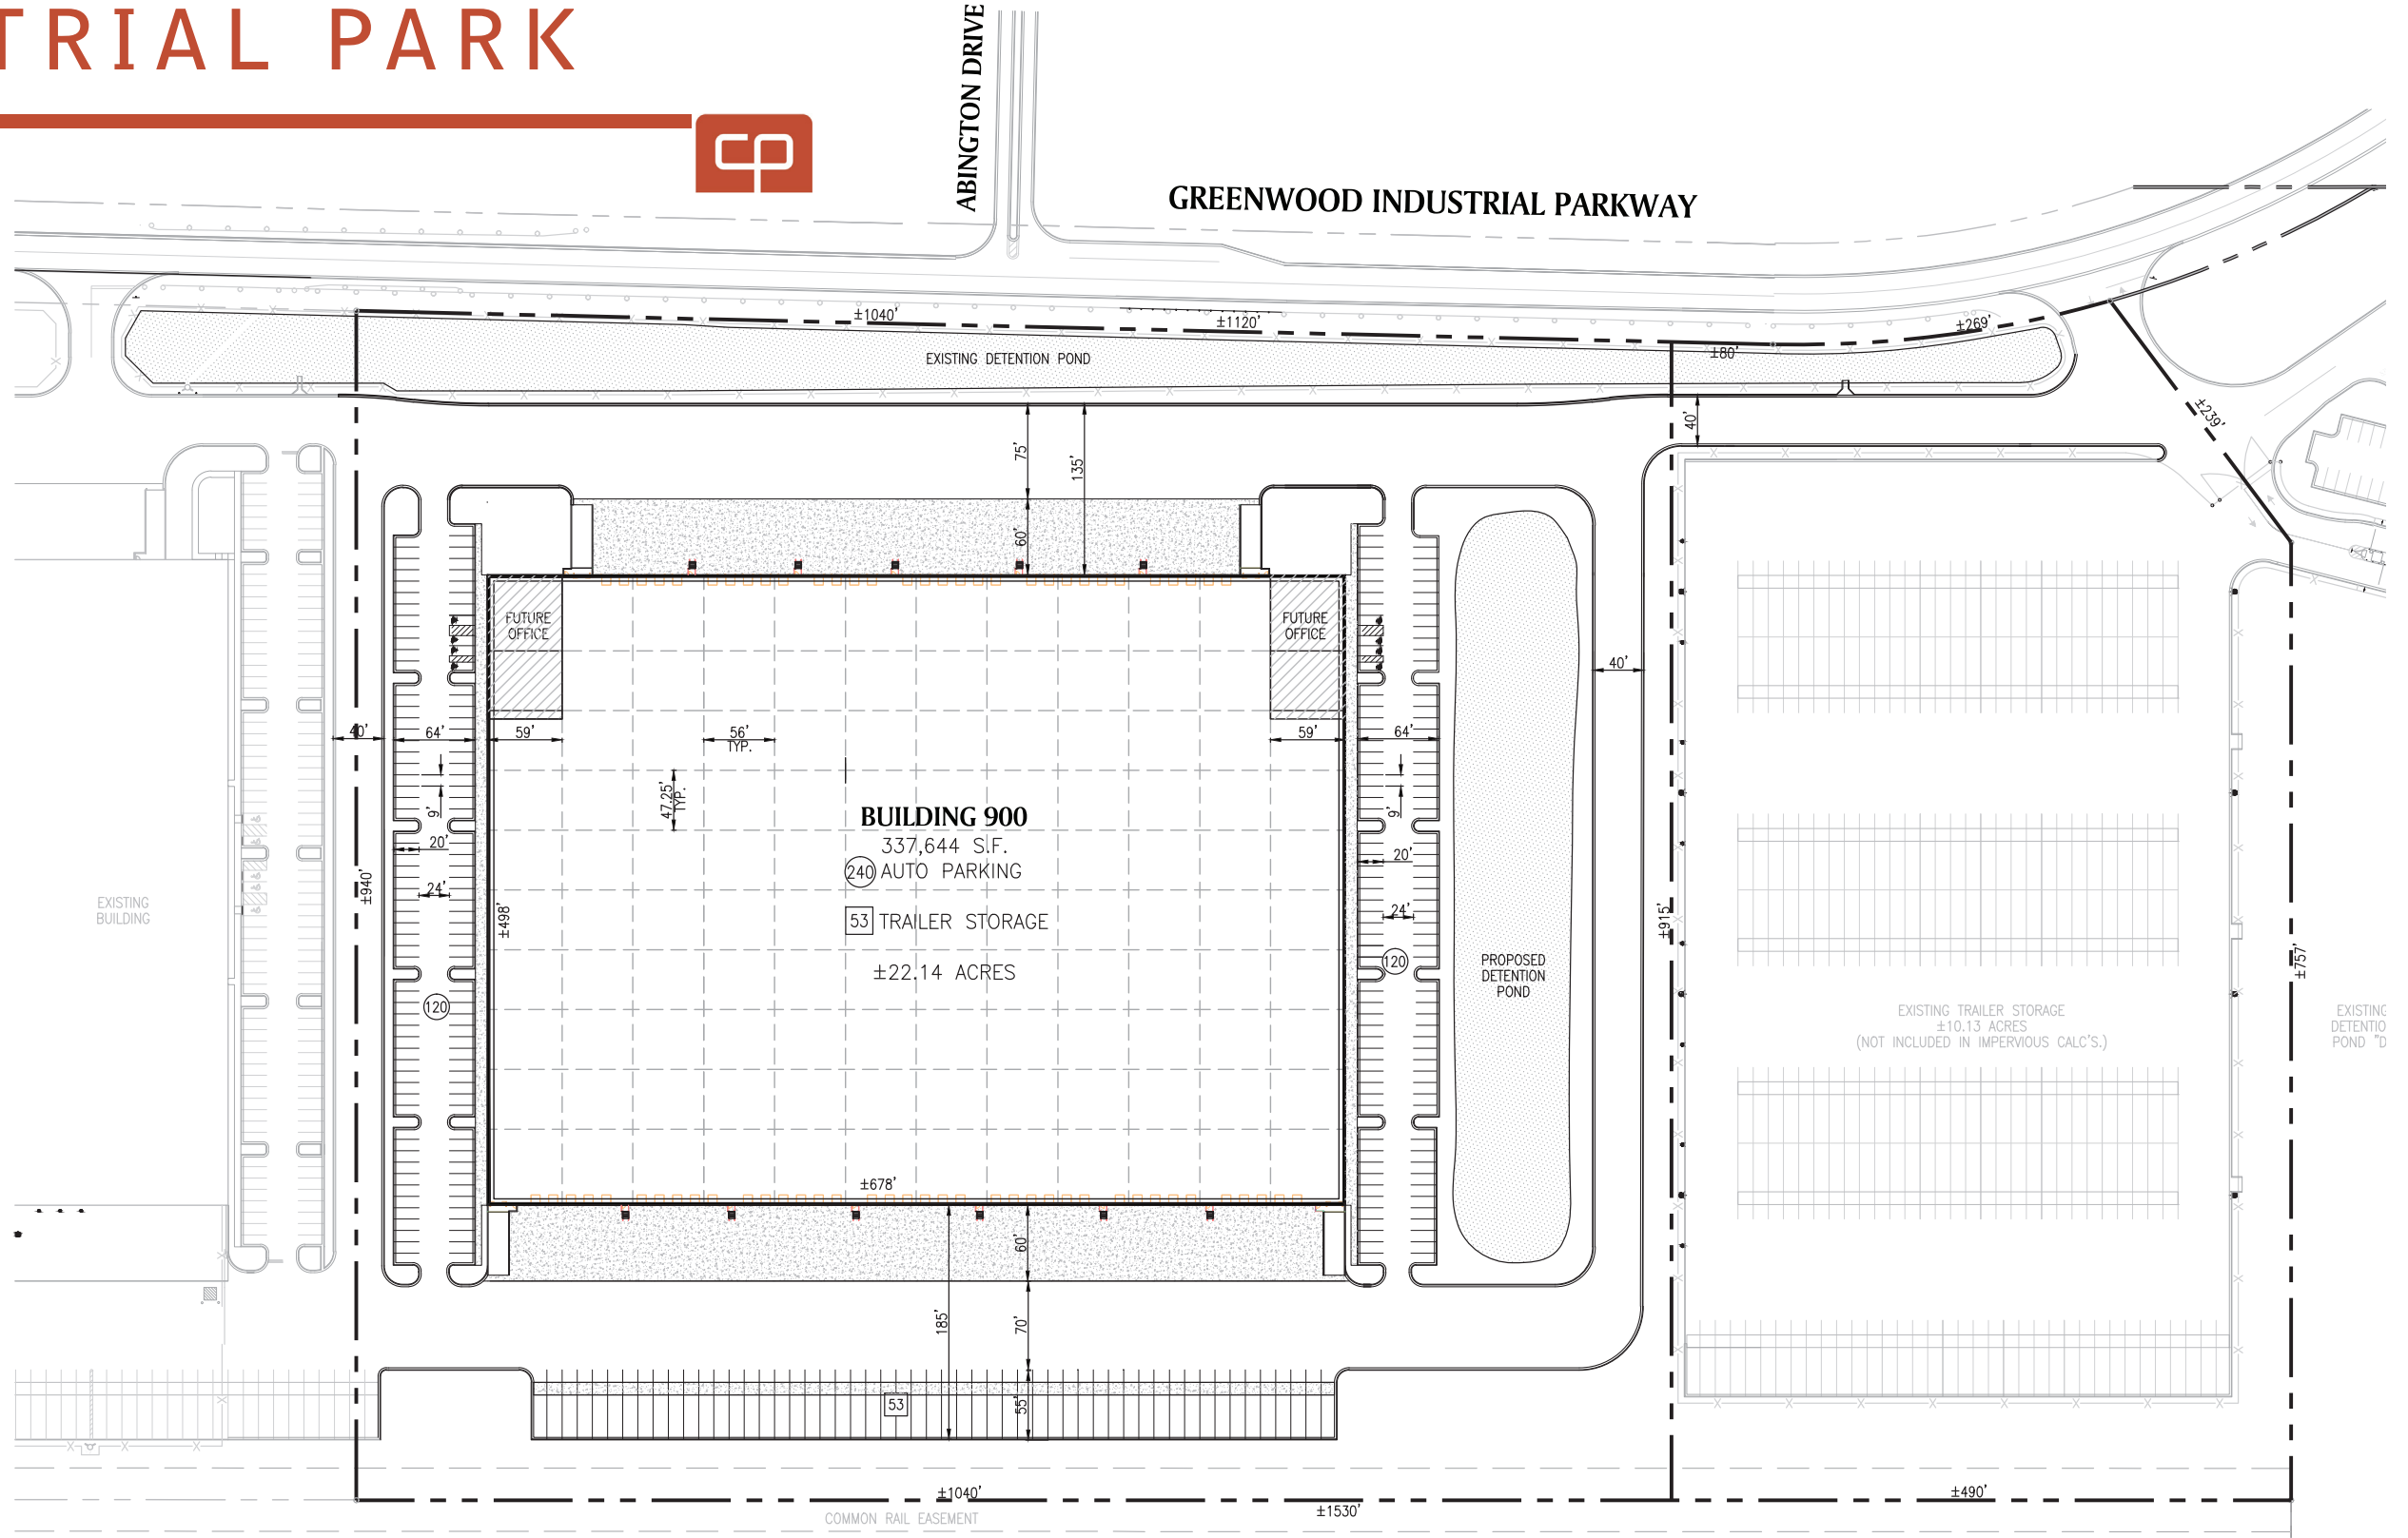 TRIAL PARK
ABINGTON DRIVE
GREENWOOD INDUSTRIAL PARKWAY
±1040'
±1120'
±269'
±80'
EXISTING DETENTION POND
±239'
40'
75'
135'
60'
FUTURE
OFFICE
FUTURE
OFFICE
40'
40'
64'
59'
56'
TYP.
59'
64'
47.25'
TYP.
9'
9'
BUILDING 900
337,644 S.F.
240 AUTO PARKING
20'
20'
±940'
24'
24'
±498'
53 TRAILER STORAGE
±915'
EXISTING
BUILDING
±22.14 ACRES
120
120
PROPOSED
DETENTION
POND
±757'
EXISTING TRAILER STORAGE
±10.13 ACRES
(NOT INCLUDED IN IMPERVIOUS CALC'S.)
EXISTING
DETENTIO
POND "D
±678'
60'
185'
70'
53
55'
±1040'
±490'
COMMON RAIL EASEMENT
±1530'